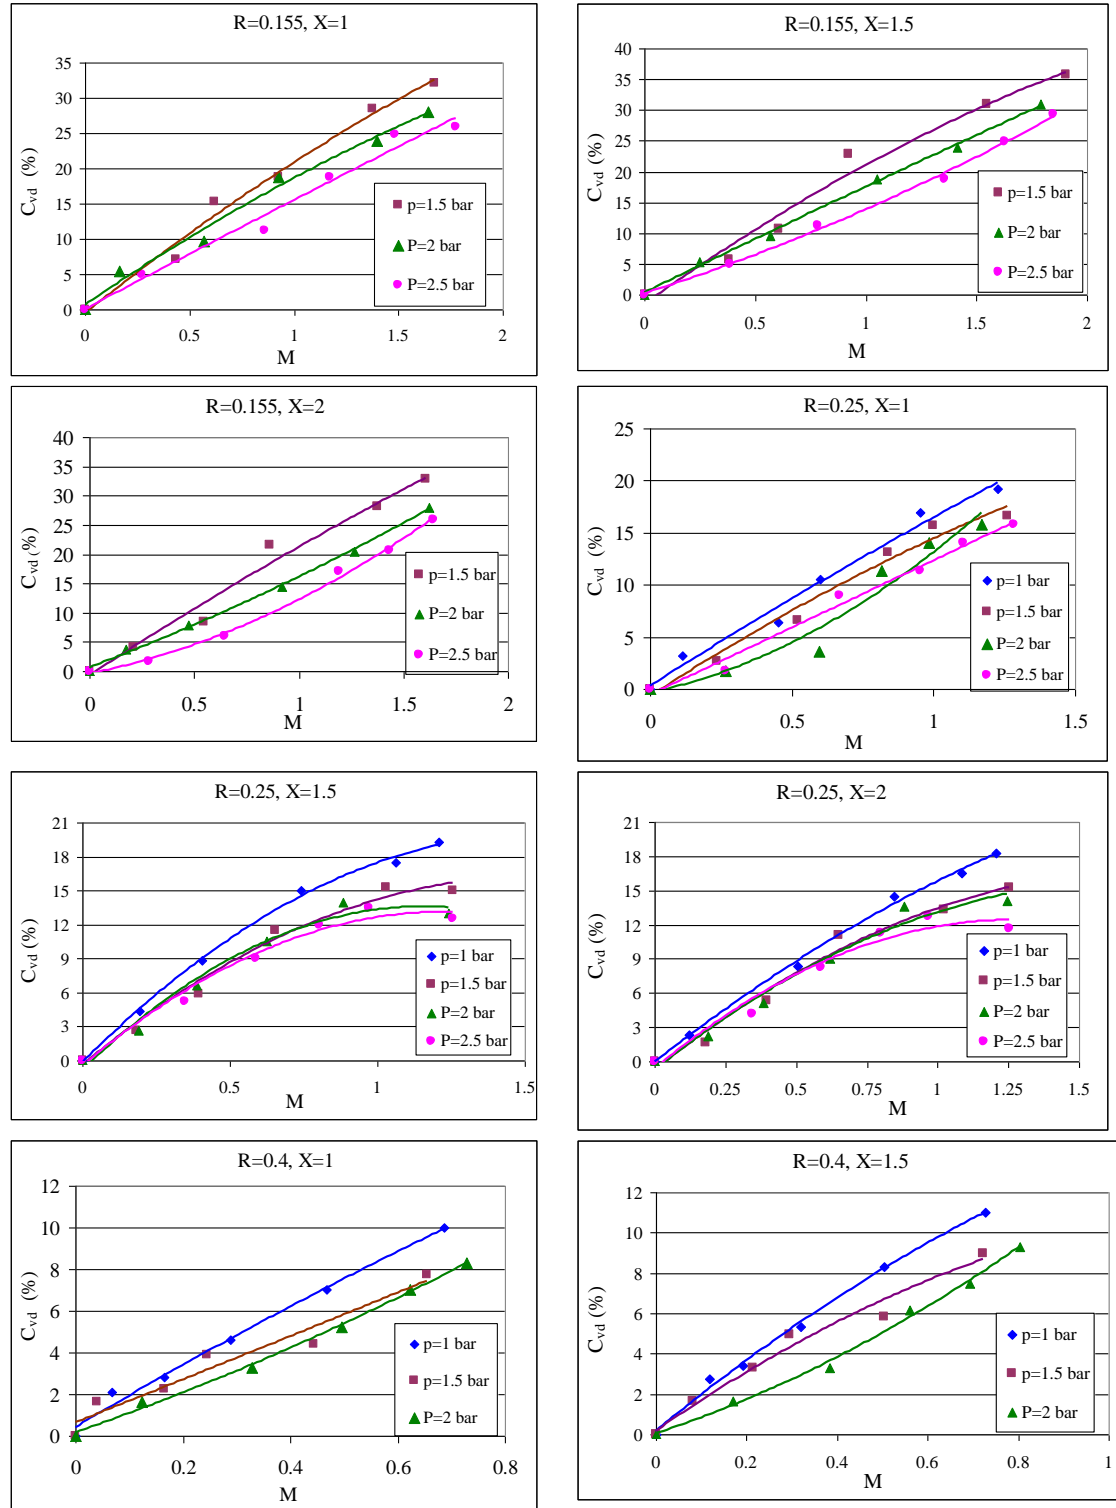 R=0.155, X=1
35
30
25
20
15
10
5
0
0 0.5 1 1.5 2
C_vd (%)
M
p=1.5 bar
P=2 bar
P=2.5 bar
R=0.155, X=1.5
40
35
30
25
20
15
10
5
0
0 0.5 1 1.5 2
C_vd (%)
M
p=1.5 bar
P=2 bar
P=2.5 bar
R=0.155, X=2
40
35
30
25
20
15
10
5
0
0 0.5 1 1.5 2
C_vd (%)
M
p=1.5 bar
P=2 bar
P=2.5 bar
R=0.25, X=1
25
20
15
10
5
0
0 0.5 1 1.5
C_vd (%)
M
p=1 bar
p=1.5 bar
P=2 bar
P=2.5 bar
R=0.25, X=1.5
21
18
15
12
9
6
3
0
0 0.5 1 1.5
C_vd (%)
M
p=1 bar
p=1.5 bar
P=2 bar
P=2.5 bar
R=0.25, X=2
21
18
15
12
9
6
3
0
0 0.25 0.5 0.75 1 1.25 1.5
C_vd (%)
M
p=1 bar
p=1.5 bar
P=2 bar
P=2.5 bar
R=0.4, X=1
12
10
8
6
4
2
0
0 0.2 0.4 0.6 0.8
C_vd (%)
M
p=1 bar
p=1.5 bar
P=2 bar
R=0.4, X=1.5
12
10
8
6
4
2
0
0 0.2 0.4 0.6 0.8 1
C_vd (%)
M
p=1 bar
p=1.5 bar
P=2 bar